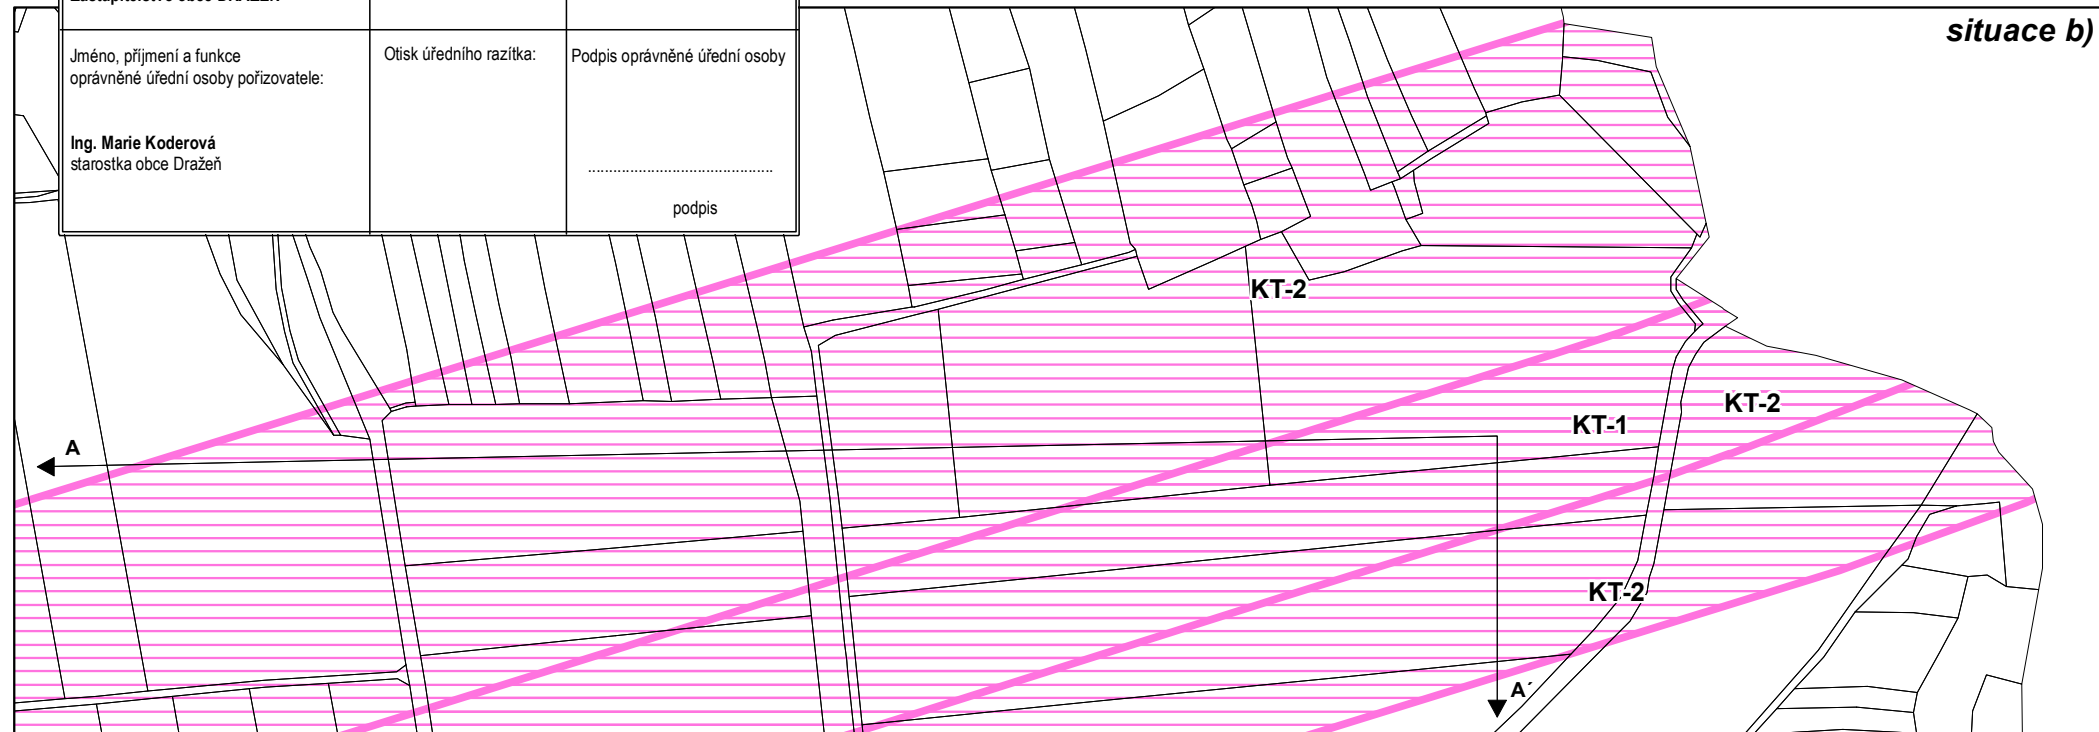 situace b)
Jméno, příjmení a funkce
oprávněné úřední osoby pořizovatele:
Ing. Marie Koderová
starostka obce Dražeň
Otisk úředního razítka:
Podpis oprávněné úřední osoby
............................................
podpis
KT-2
KT-2
KT-1
A
KT-2
A´